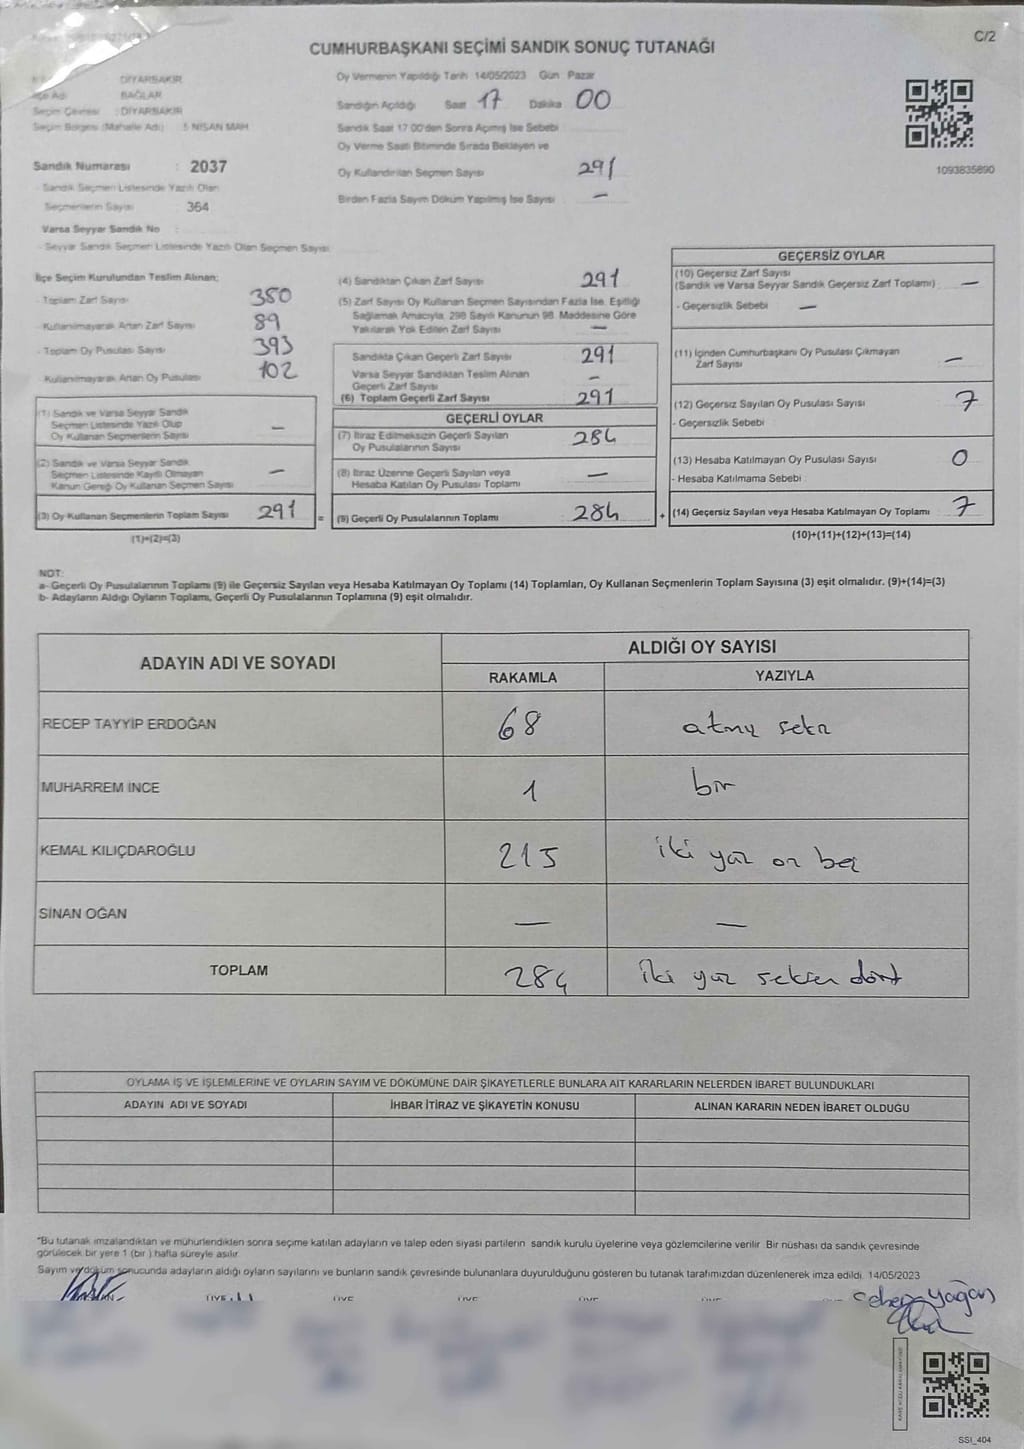 C/2
CUMHURBAŞKANI SEÇİMİ SANDIK SONUÇ TUTANAĞI
DİYARBAKIR
İlçe Adı BAĞLAR
Seçim Çevresi : DİYARBAKIR
Seçim Bölgesi (Mahalle Adı) : 5 NİSAN MAH.
Sandık Numarası : 2037
- Sandık Seçmen Listesinde Yazılı Olan
Seçmenlerin Sayısı 364
Varsa Seyyar Sandık No :
- Seyyar Sandık Seçmen Listesinde Yazılı Olan Seçmen Sayısı
Oy Vermenin Yapıldığı Tarih 14/05/2023 Gün Pazar
Sandığın Açıldığı Saat 17 Dakika 00
Sandık Saat 17.00'den Sonra Açılmış İse Sebebi
Oy Verme Saati Bitiminde Sırada Bekleyen ve
Oy Kullandırılan Seçmen Sayısı 291
Birden Fazla Sayım Döküm Yapılmış İse Sayısı —
1093835890
İlçe Seçim Kurulundan Teslim Alınan;
- Toplam Zarf Sayısı 380
- Kullanılmayarak Artan Zarf Sayısı 89
- Toplam Oy Pusulası Sayısı 393
- Kullanılmayarak Artan Oy Pusulası 102
(1) Sandık ve Varsa Seyyar Sandık
Seçmen Listesinde Yazılı Olup
Oy Kullanan Seçmenlerin Sayısı —
(2) Sandık ve Varsa Seyyar Sandık
Seçmen Listesinde Kayıtlı Olmayan
Kanun Gereği Oy Kullanan Seçmen Sayısı —
(3) Oy Kullanan Seçmenlerin Toplam Sayısı 291 =
(1)+(2)=(3)
(4) Sandıktan Çıkan Zarf Sayısı 291
(5) Zarf Sayısı Oy Kullanan Seçmen Sayısından Fazla İse, Eşitliği
Sağlamak Amacıyla, 298 Sayılı Kanunun 98. Maddesine Göre
Yakılarak Yok Edilen Zarf Sayısı —
Sandıkta Çıkan Geçerli Zarf Sayısı 291
Varsa Seyyar Sandıktan Teslim Alınan
Geçerli Zarf Sayısı —
(6) Toplam Geçerli Zarf Sayısı 291
GEÇERLİ OYLAR
(7) İtiraz Edilmeksizin Geçerli Sayılan
Oy Pusulalarının Sayısı 284
(8) İtiraz Üzerine Geçerli Sayılan veya
Hesaba Katılan Oy Pusulası Toplamı —
(9) Geçerli Oy Pusulalarının Toplamı 284 +
GEÇERSİZ OYLAR
(10) Geçersiz Zarf Sayısı
(Sandık ve Varsa Seyyar Sandık Geçersiz Zarf Toplamı) —
- Geçersizlik Sebebi —
(11) İçinden Cumhurbaşkanı Oy Pusulası Çıkmayan
Zarf Sayısı —
(12) Geçersiz Sayılan Oy Pusulası Sayısı 7
- Geçersizlik Sebebi
(13) Hesaba Katılmayan Oy Pusulası Sayısı 0
- Hesaba Katılmama Sebebi :
(14) Geçersiz Sayılan veya Hesaba Katılmayan Oy Toplamı 7
(10)+(11)+(12)+(13)=(14)
NOT:
a- Geçerli Oy Pusulalarının Toplamı (9) ile Geçersiz Sayılan veya Hesaba Katılmayan Oy Toplamı (14) Toplamları, Oy Kullanan Seçmenlerin Toplam Sayısına (3) eşit olmalıdır. (9)+(14)=(3)
b- Adayların Aldığı Oyların Toplamı, Geçerli Oy Pusulalarının Toplamına (9) eşit olmalıdır.
ADAYIN ADI VE SOYADI ALDIĞI OY SAYISI
RAKAMLA YAZIYLA
RECEP TAYYİP ERDOĞAN 68 atmış sekiz
MUHARREM İNCE 1 bir
KEMAL KILIÇDAROĞLU 215 iki yüz on beş
SİNAN OĞAN — —
TOPLAM 284 iki yüz seksen dört
OYLAMA İŞ VE İŞLEMLERİNE VE OYLARIN SAYIM VE DÖKÜMÜNE DAİR ŞİKAYETLERLE BUNLARA AİT KARARLARIN NELERDEN İBARET BULUNDUKLARI
ADAYIN ADI VE SOYADI İHBAR İTİRAZ VE ŞİKAYETİN KONUSU ALINAN KARARIN NEDEN İBARET OLDUĞU
*Bu tutanak imzalandıktan ve mühürlendikten sonra seçime katılan adayların ve talep eden siyasi partilerin sandık kurulu üyelerine veya gözlemcilerine verilir. Bir nüshası da sandık çevresinde
görülecek bir yere 1 (bir ) hafta süreyle asılır.
Sayım ve döküm sonucunda adayların aldığı oyların sayılarını ve bunların sandık çevresinde bulunanlara duyurulduğunu gösteren bu tutanak tarafımızdan düzenlenerek imza edildi. 14/05/2023
ÜYE ÜYE ÜYE ÜYE ÜYE
Yağan
SSİ_404